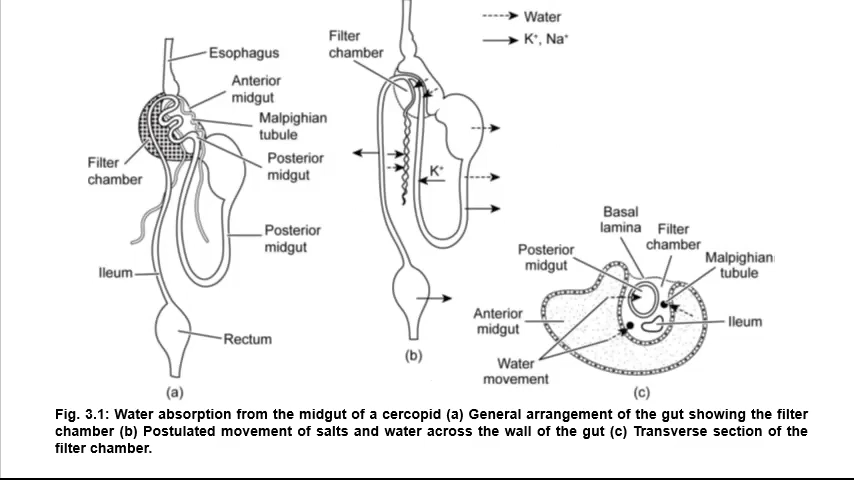 Esophagus
Anterior
midgut
Malpighian
tubule
Filter
chamber
Posterior
midgut
Posterior
midgut
Ileum
Rectum
(a)
Filter
chamber
K⁺
(b)
Water
K⁺, Na⁺
Basal
lamina
Filter
chamber
Posterior
midgut
Malpighian
tubule
Anterior
midgut
Ileum
Water
movement
(c)
Fig. 3.1: Water absorption from the midgut of a cercopid (a) General arrangement of the gut showing the filter
chamber (b) Postulated movement of salts and water across the wall of the gut (c) Transverse section of the
filter chamber.